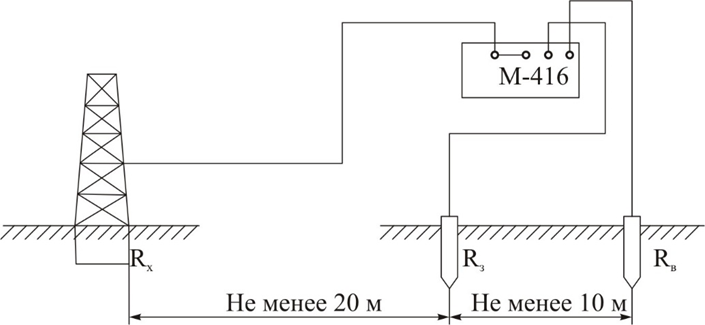 М-416
Rх
Rз
Rв
Не менее 20 м
Не менее 10 м